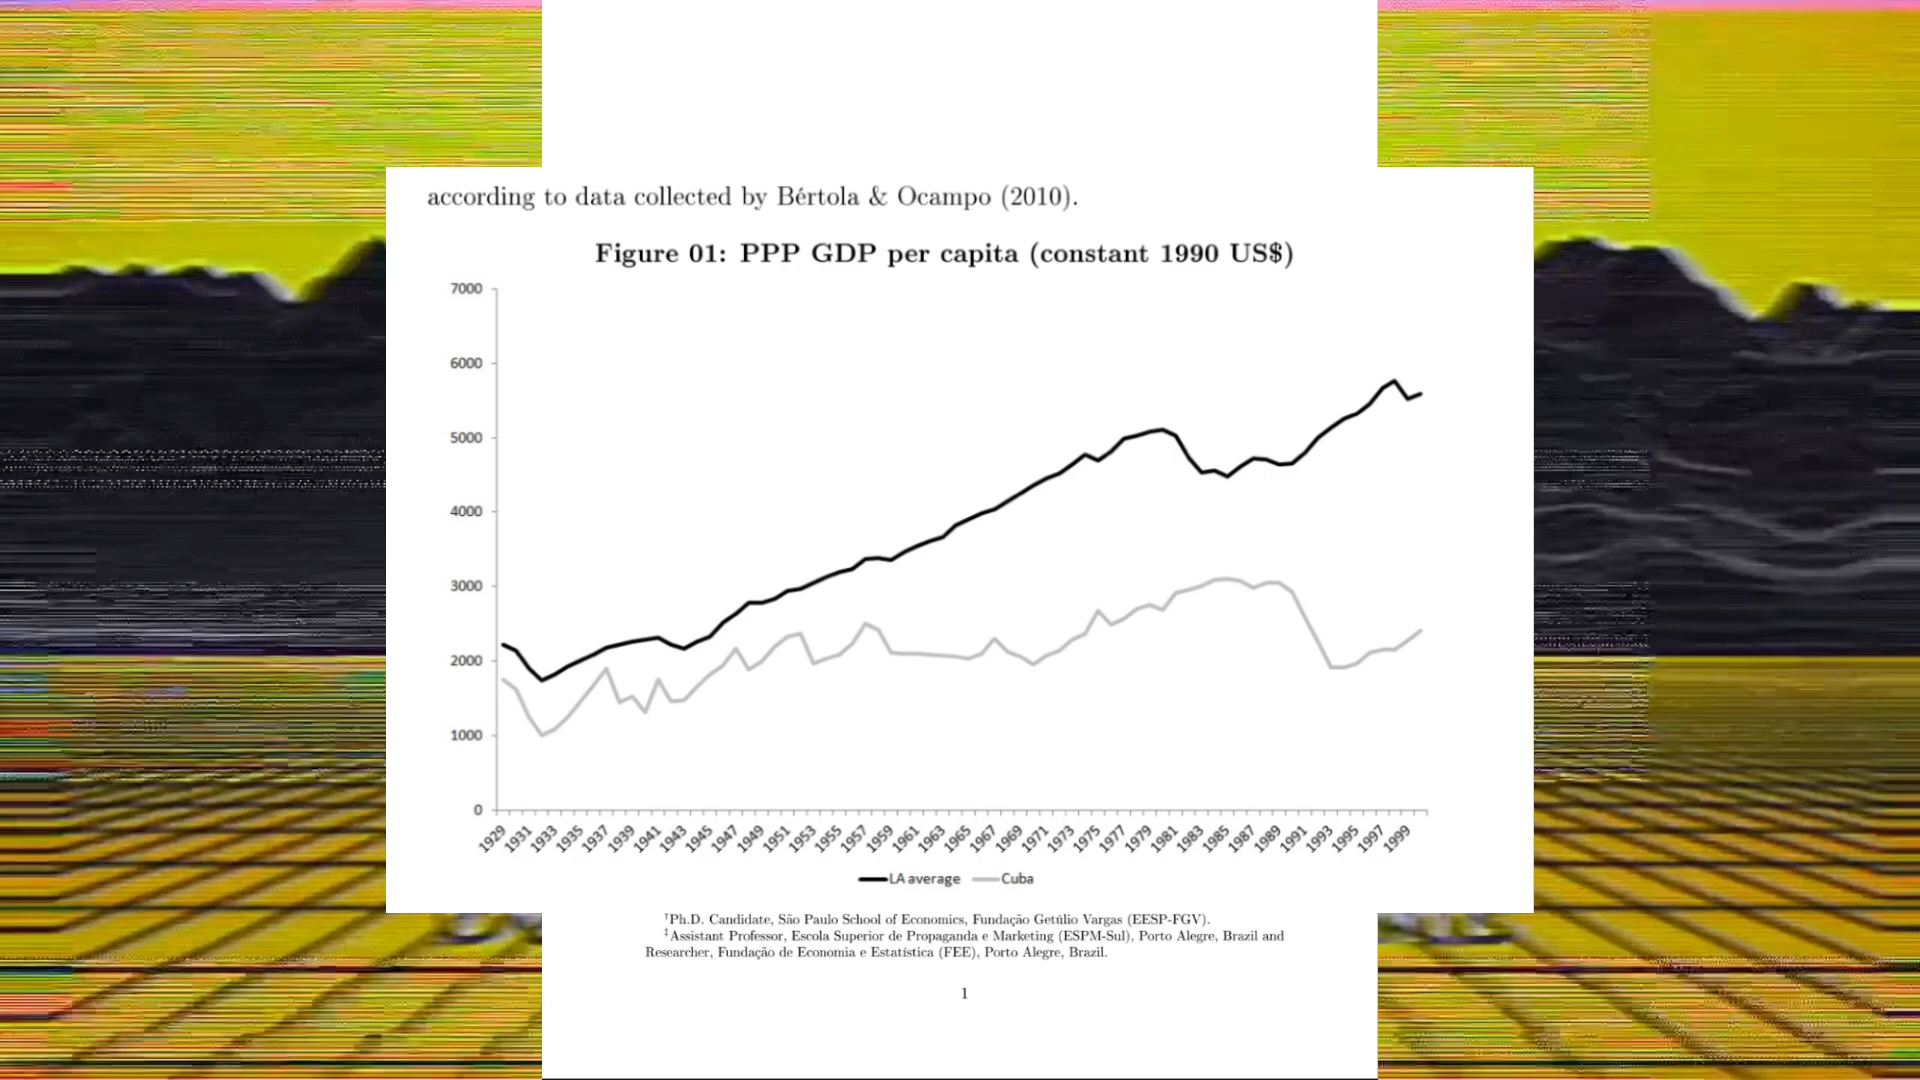 according to data collected by Bértola & Ocampo (2010).
Figure 01: PPP GDP per capita (constant 1990 US$)
7000
6000
5000
4000
3000
2000
1000
0
1929 1931 1933 1935 1937 1939 1941 1943 1945 1947 1949 1951 1953 1955 1957 1959 1961 1963 1965 1967 1969 1971 1973 1975 1977 1979 1981 1983 1985 1987 1989 1991 1993 1995 1997 1999
LA average Cuba
†Ph.D. Candidate, São Paulo School of Economics, Fundação Getúlio Vargas (EESP-FGV).
‡Assistant Professor, Escola Superior de Propaganda e Marketing (ESPM-Sul), Porto Alegre, Brazil and
Researcher, Fundação de Economia e Estatística (FEE), Porto Alegre, Brazil.
1